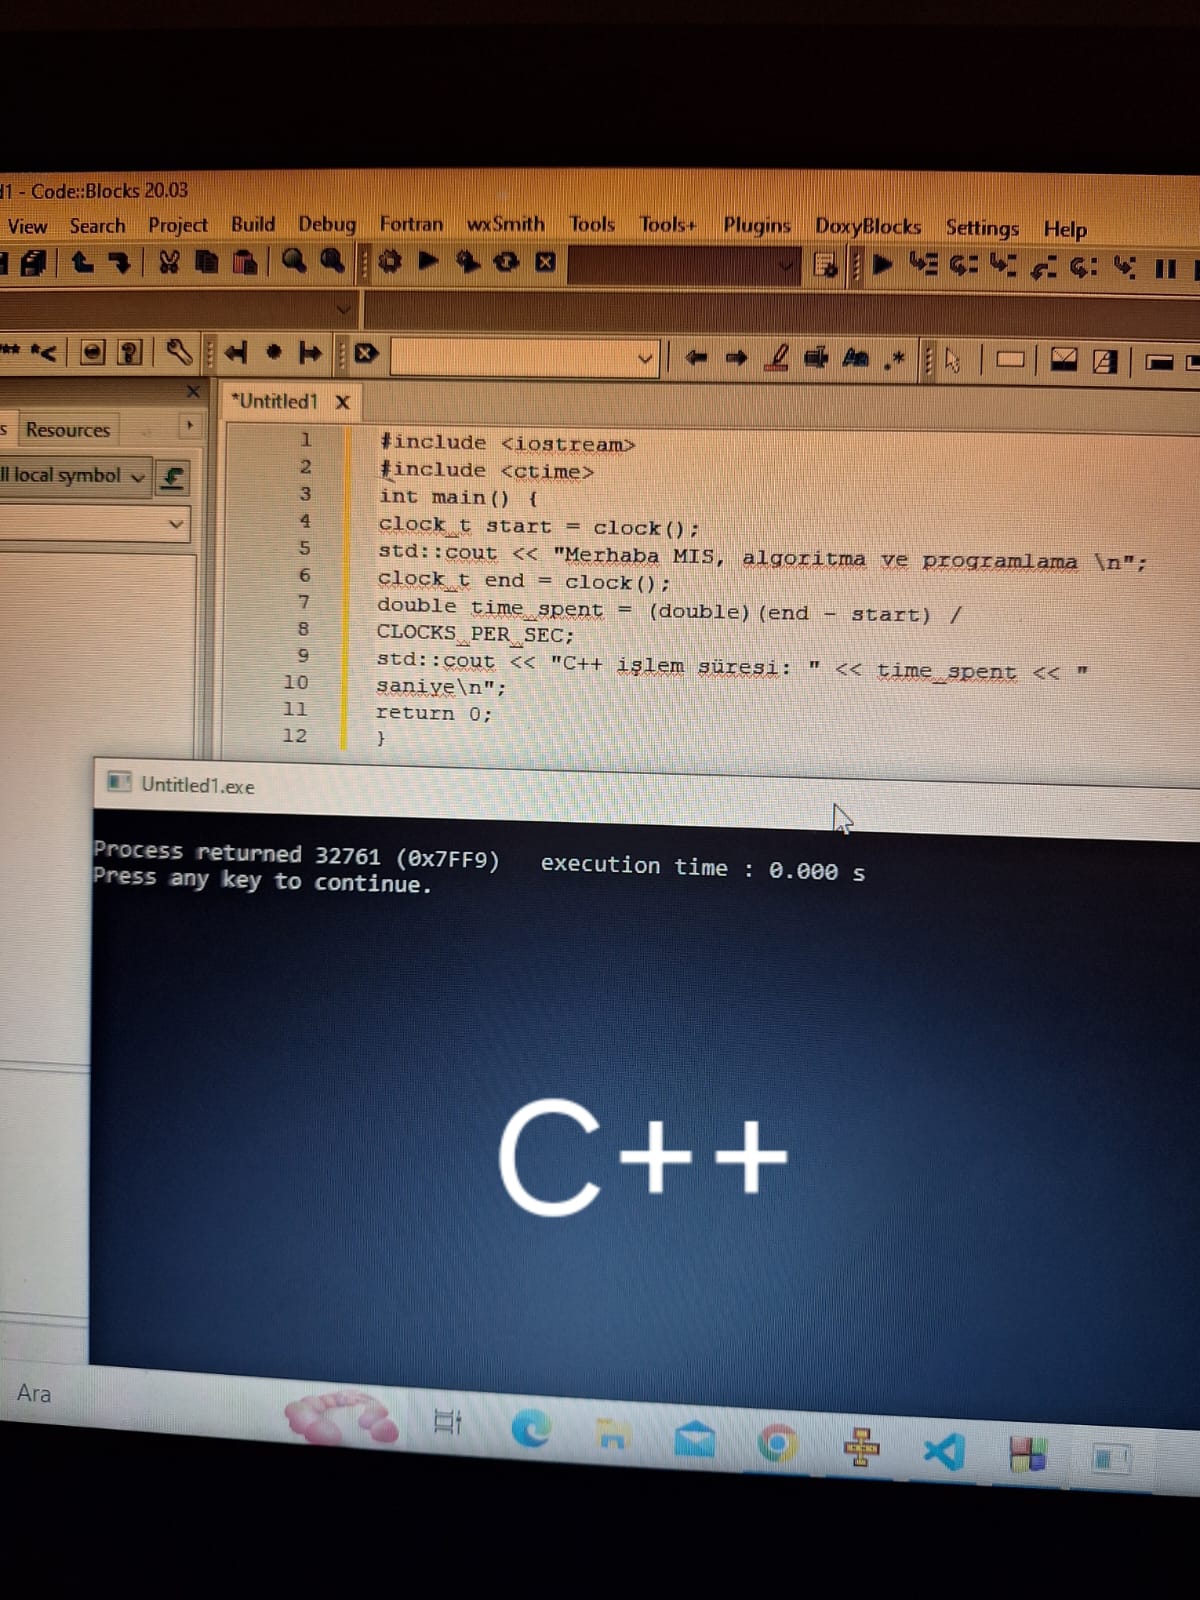 1 - Code::Blocks 20.03
View Search Project Build Debug Fortran wxSmith Tools Tools+ Plugins DoxyBlocks Settings Help
*Untitled1 X
s Resources
ll local symbol
1 #include <iostream>
2 #include <ctime>
3 int main() {
4 clock_t start = clock();
5 std::cout << "Merhaba MIS, algoritma ve programlama \n";
6 clock_t end = clock();
7 double time_spent = (double)(end - start) /
8 CLOCKS_PER_SEC;
9 std::cout << "C++ işlem süresi: " << time_spent << "
10 saniye\n";
11 return 0;
12 }
Untitled1.exe
Process returned 32761 (0x7FF9) execution time : 0.000 s
Press any key to continue.
C++
Ara